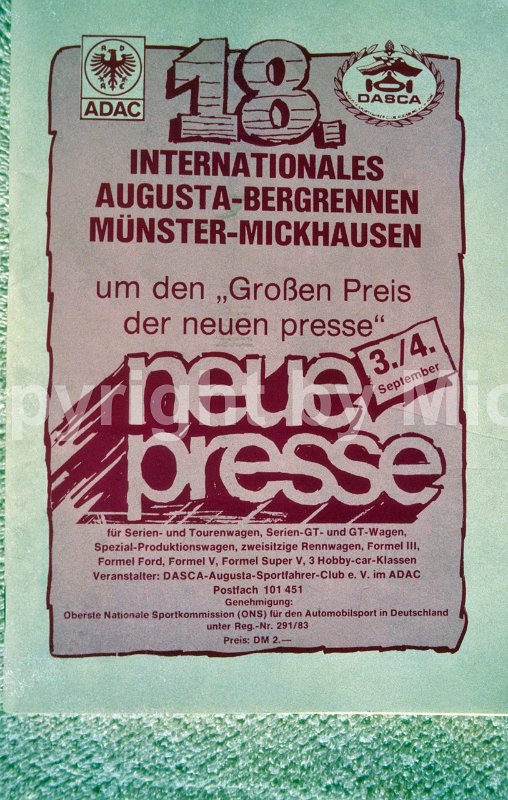 ADAC
18.
DASCA
INTERNATIONALES
AUGUSTA-BERGRENNEN
MÜNSTER-MICKHAUSEN
um den „Großen Preis
der neuen presse“
3./4.
September
neue
presse
pyright by Mic
für Serien- und Tourenwagen, Serien-GT- und GT-Wagen,
Spezial-Produktionswagen, zweisitzige Rennwagen, Formel III,
Formel Ford, Formel V, Formel Super V, 3 Hobby-car-Klassen
Veranstalter: DASCA-Augusta-Sportfahrer-Club e. V. im ADAC
Postfach 101 451
Genehmigung:
Oberste Nationale Sportkommission (ONS) für den Automobilsport in Deutschland
unter Reg.-Nr. 291/83
Preis: DM 2.—